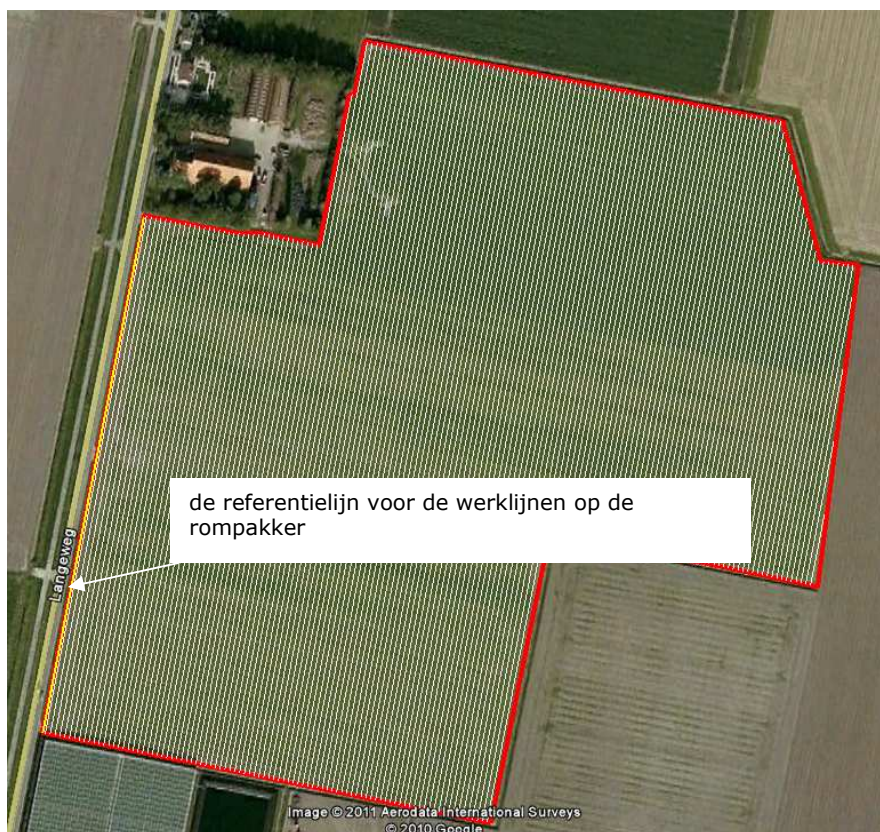 de referentielijn voor de werklijnen op de
rompakker
Langeweg
Image © 2011 Aerodata International Surveys
© 2010 Google